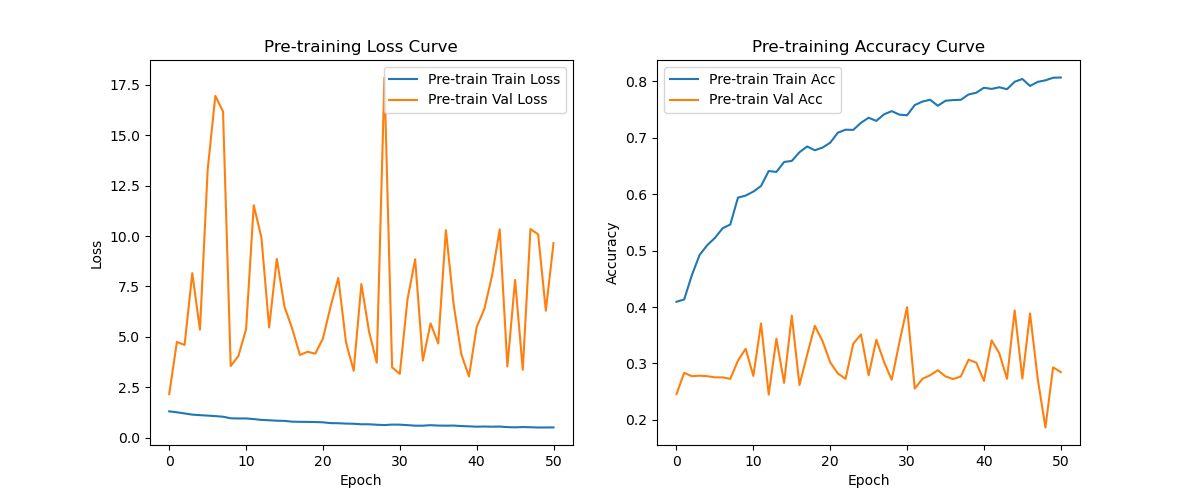 Pre-training Loss Curve
Loss
17.5
15.0
12.5
10.0
7.5
5.0
2.5
0.0
Pre-train Train Loss
Pre-train Val Loss
0 10 20 30 40 50
Epoch
Pre-training Accuracy Curve
Accuracy
0.8
0.7
0.6
0.5
0.4
0.3
0.2
Pre-train Train Acc
Pre-train Val Acc
0 10 20 30 40 50
Epoch